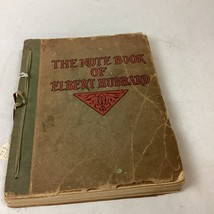 THE NOTE BOOK
OF
ELBERT HUBBARD